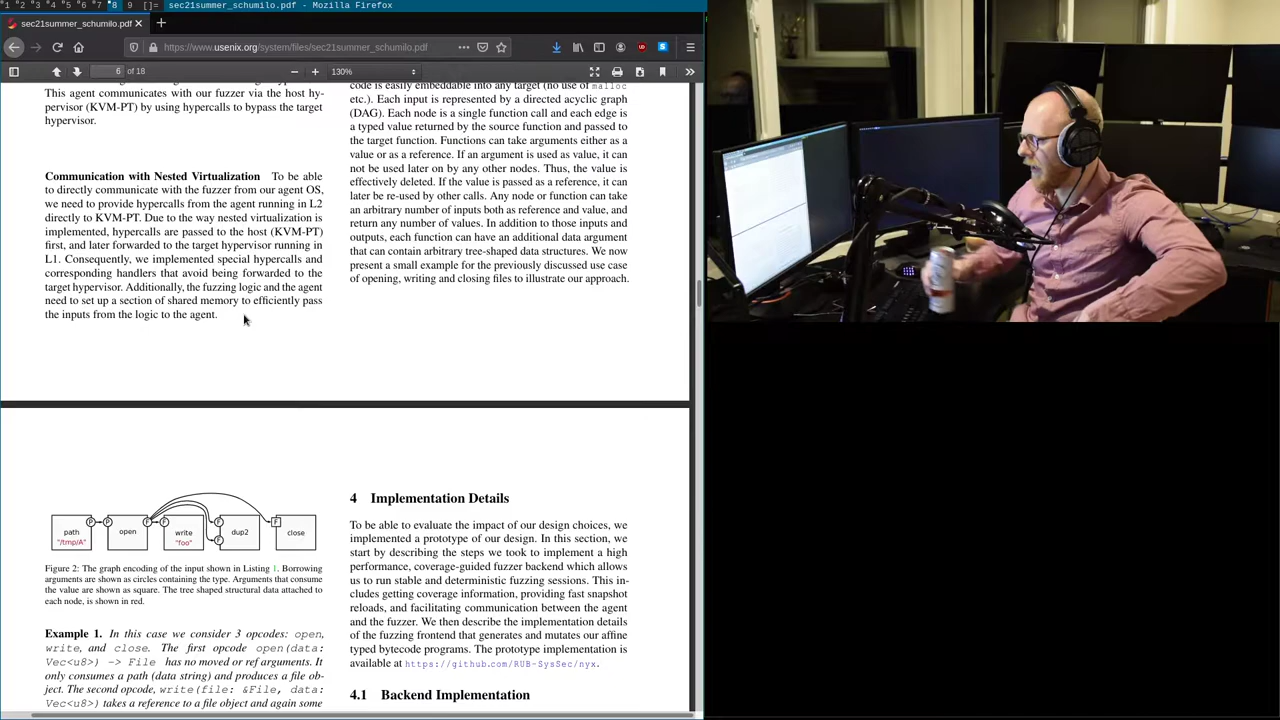 1 2 3 4 5 6 7 8 9 []= sec21summer_schumilo.pdf - Mozilla Firefox
sec21summer_schumilo.pdf
https://www.usenix.org/system/files/sec21summer_schumilo.pdf
6 of 18
130%
This agent communicates with our fuzzer via the host hy-
pervisor (KVM-PT) by using hypercalls to bypass the target
hypervisor.
Communication with Nested Virtualization To be able
to directly communicate with the fuzzer from our agent OS,
we need to provide hypercalls from the agent running in L2
directly to KVM-PT. Due to the way nested virtualization is
implemented, hypercalls are passed to the host (KVM-PT)
first, and later forwarded to the target hypervisor running in
L1. Consequently, we implemented special hypercalls and
corresponding handlers that avoid being forwarded to the
target hypervisor. Additionally, the fuzzing logic and the agent
need to set up a section of shared memory to efficiently pass
the inputs from the logic to the agent.
code is easily embeddable into any target (no use of malloc
etc.). Each input is represented by a directed acyclic graph
(DAG). Each node is a single function call and each edge is
a typed value returned by the source function and passed to
the target function. Functions can take arguments either as a
value or as a reference. If an argument is used as value, it can
not be used later on by any other nodes. Thus, the value is
effectively deleted. If the value is passed as a reference, it can
later be re-used by other calls. Any node or function can take
an arbitrary number of inputs both as reference and value, and
return any number of values. In addition to those inputs and
outputs, each function can have an additional data argument
that can contain arbitrary tree-shaped data structures. We now
present a small example for the previously discussed use case
of opening, writing and closing files to illustrate our approach.
path "/tmp/A" P P open F F write "foo" F F dup2 F close
Figure 2: The graph encoding of the input shown in Listing 1. Borrowing
arguments are shown as circles containing the type. Arguments that consume
the value are shown as square. The tree shaped structural data attached to
each node, is shown in red.
Example 1. In this case we consider 3 opcodes: open,
write, and close. The first opcode open(data:
Vec<u8>) -> File has no moved or ref arguments. It
only consumes a path (data string) and produces a file ob-
ject. The second opcode, write(file: &File, data:
Vec<u8>) takes a reference to a file object and again some
4 Implementation Details
To be able to evaluate the impact of our design choices, we
implemented a prototype of our design. In this section, we
start by describing the steps we took to implement a high
performance, coverage-guided fuzzer backend which allows
us to run stable and deterministic fuzzing sessions. This in-
cludes getting coverage information, providing fast snapshot
reloads, and facilitating communication between the agent
and the fuzzer. We then describe the implementation details
of the fuzzing frontend that generates and mutates our affine
typed bytecode programs. The prototype implementation is
available at https://github.com/RUB-SysSec/nyx.
4.1 Backend Implementation